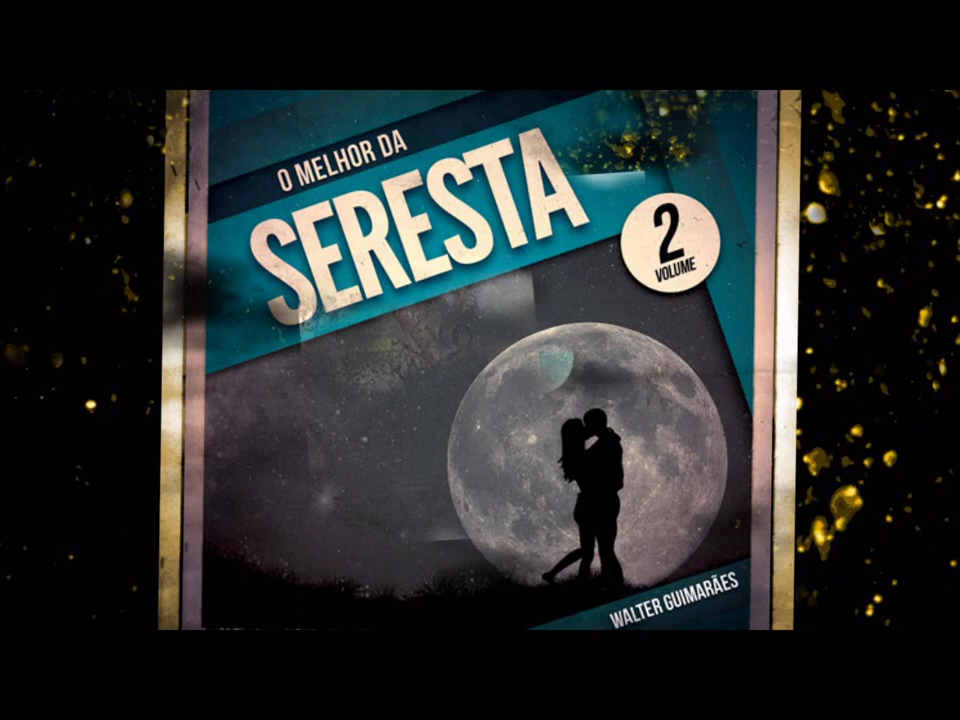 O MELHOR DA
SERESTA
2
VOLUME
WALTER GUIMARÃES